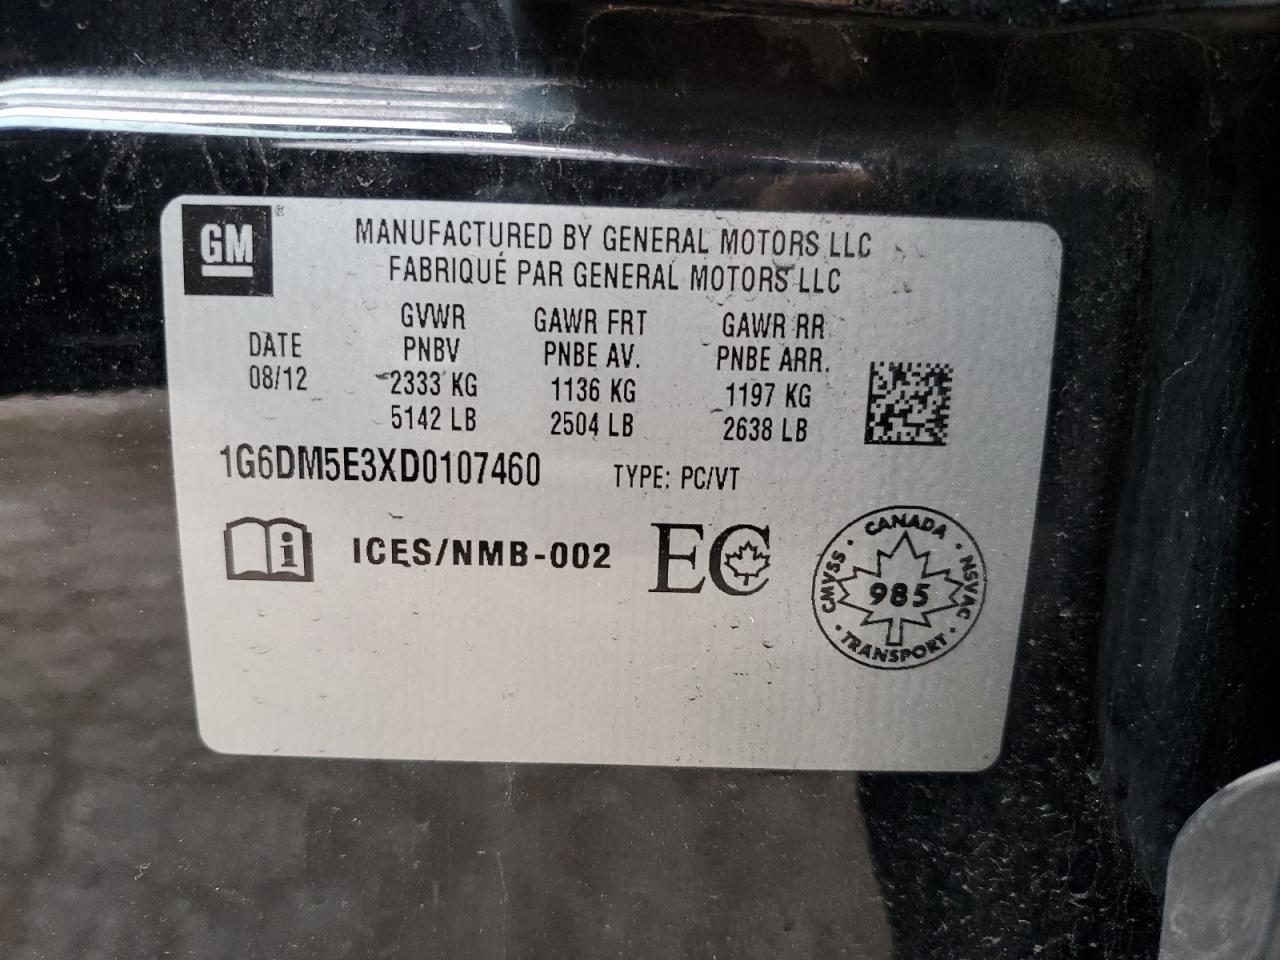 GM ®
MANUFACTURED BY GENERAL MOTORS LLC
FABRIQUÉ PAR GENERAL MOTORS LLC
DATE
08/12
GVWR
PNBV
2333 KG
5142 LB
GAWR FRT
PNBE AV.
1136 KG
2504 LB
GAWR RR
PNBE ARR.
1197 KG
2638 LB
1G6DM5E3XD0107460 TYPE: PC/VT
i ICES/NMB-002 EC
CANADA · NSVAC · TRANSPORT · CMVSS ·
985